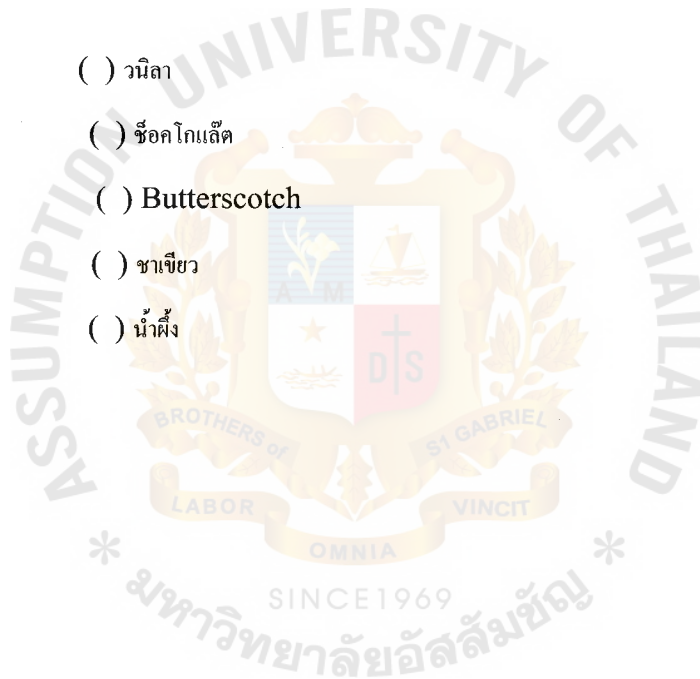 ( ) วนิลา
( ) ช็อคโกแล๊ต
( ) Butterscotch
( ) ชาเขียว
( ) น้ำผึ้ง
ASSUMPTION UNIVERSITY OF THAILAND
A M
D S
BROTHERS of S1 GABRIEL
LABOR VINCIT
OMNIA
SINCE1969
มหาวิทยาลัยอัสสัมชัญ